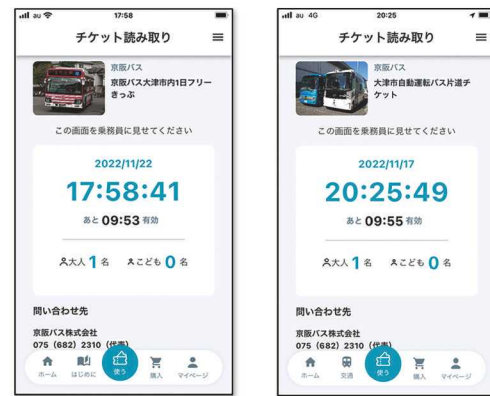 au 17:58
チケット読み取り
京阪バス
京阪バス大津市内1日フリー
きっぷ
この画面を乗務員に見せてください
2022/11/22
17:58:41
あと 09:53 有効
大人 1 名 こども 0 名
問い合わせ先
京阪バス株式会社
075（682）2310（代表）
ホーム はじめに 使う 購入 マイページ
au 4G 20:25
チケット読み取り
京阪バス
大津市自動運転バス片道チ
ケット
この画面を乗務員に見せてください
2022/11/17
20:25:49
あと 09:55 有効
大人 1 名 こども 0 名
問い合わせ先
京阪バス株式会社
075（682）2310（代表）
ホーム 交通 使う 購入 マイページ